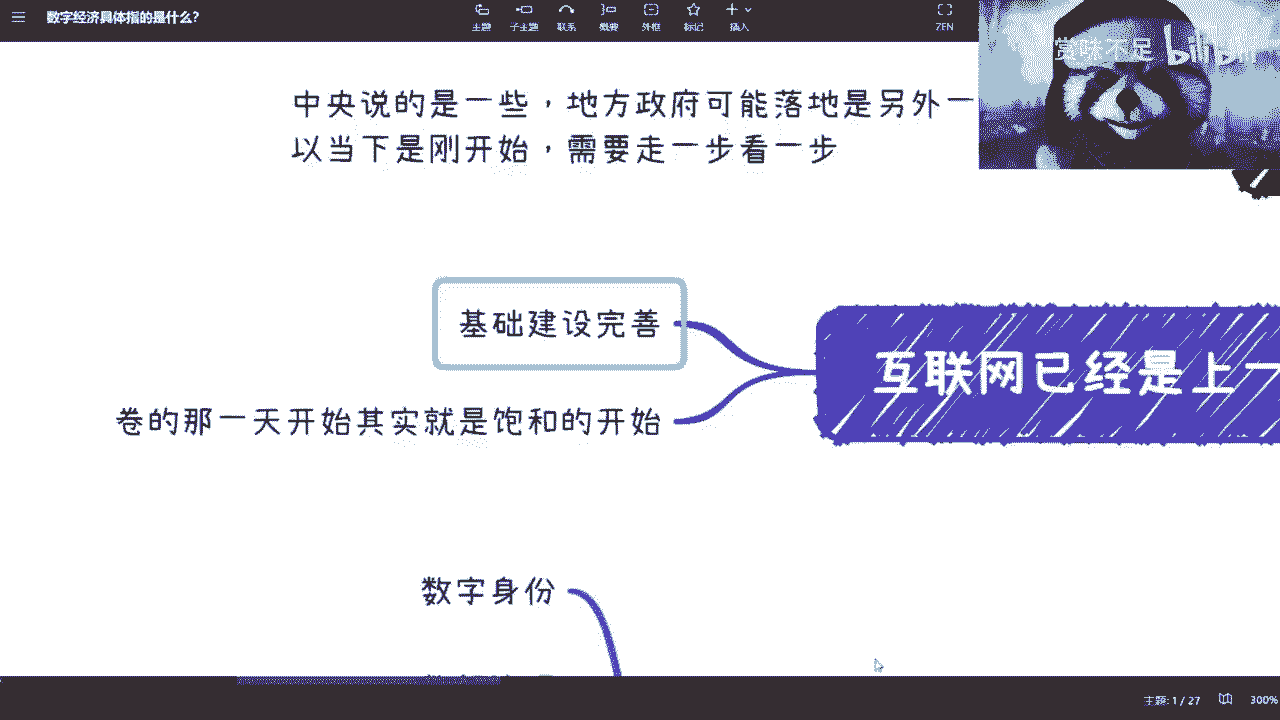 数字经济具体指的是什么?
主题 子主题 联系 概要 外框 标记 插入 ZEN
赏味不足 bilibili
中央说的是一些，地方政府可能落地是另外一
以当下是刚开始，需要走一步看一步
基础建设完善
互联网已经是上一
卷的那一天开始其实就是饱和的开始
数字身份
主题: 1 / 27 300%